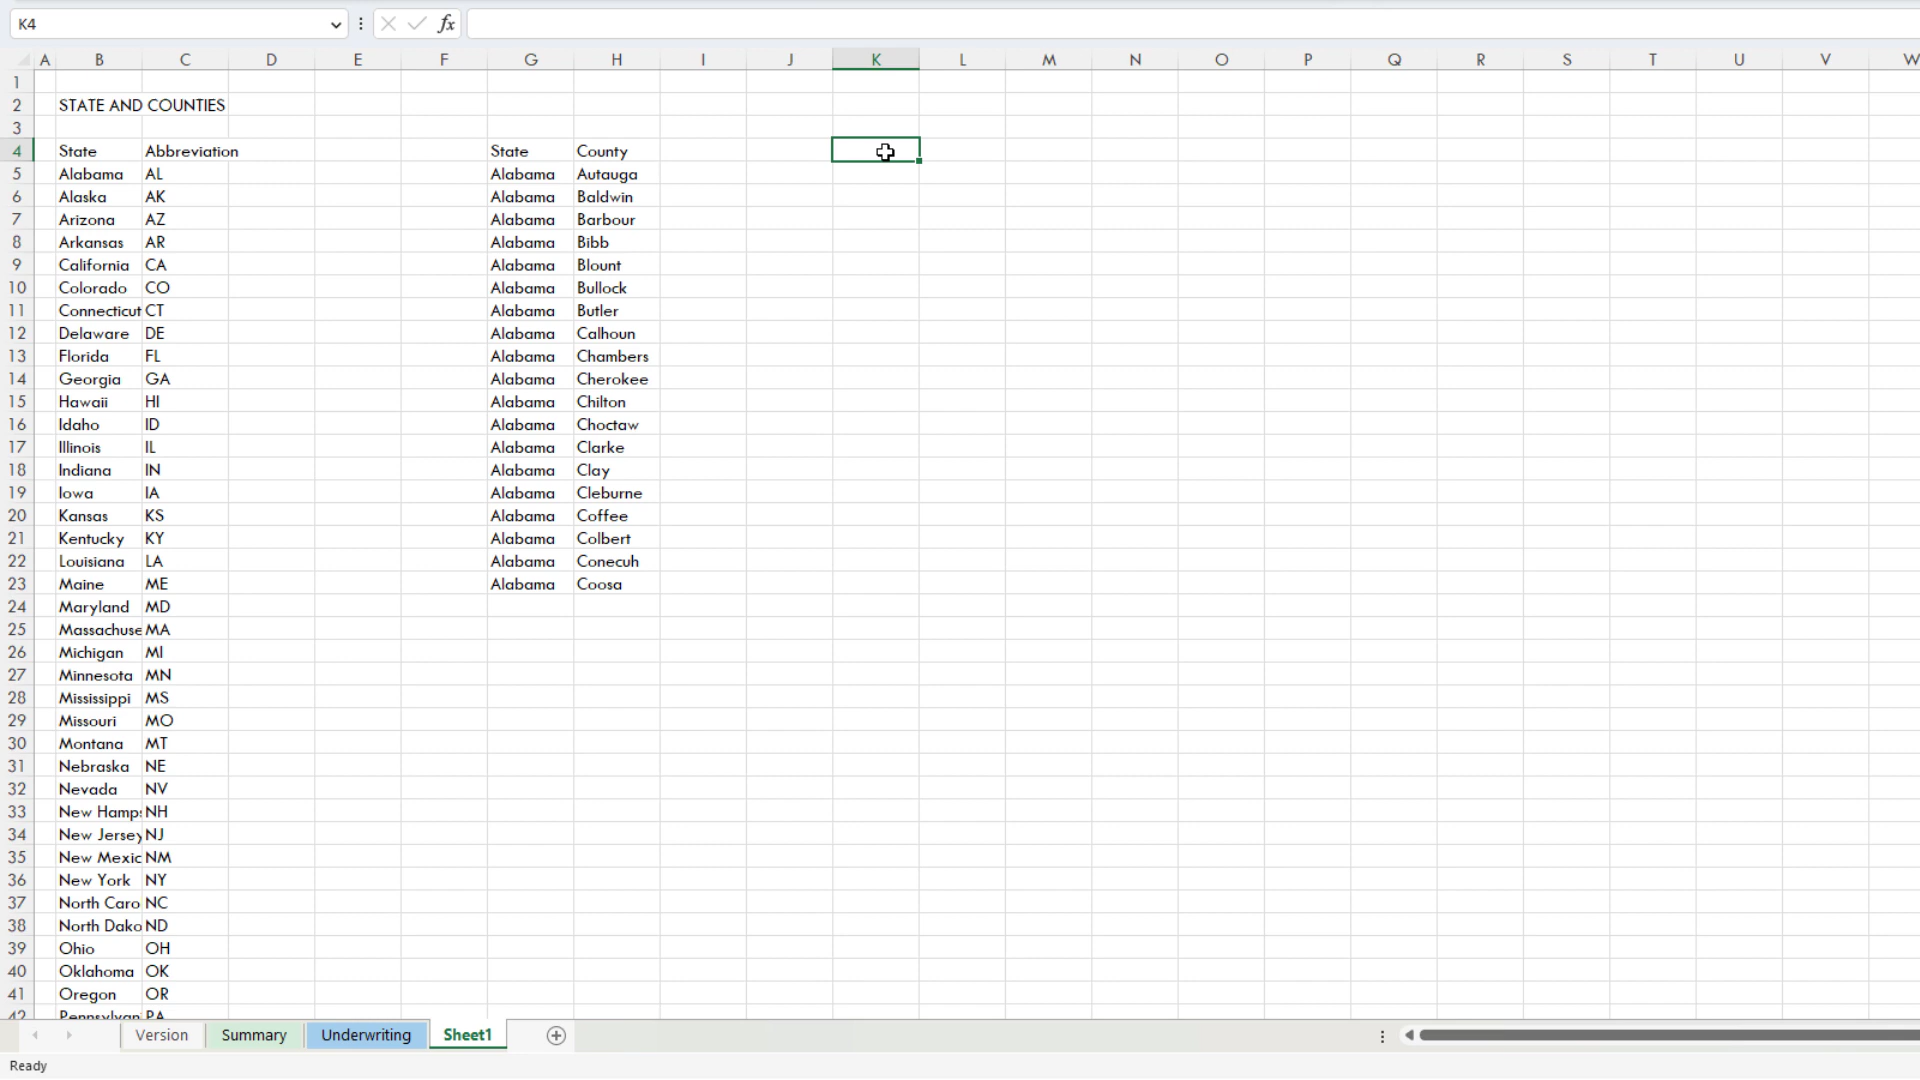 K4
fx
A B C D E F G H I J K L M N O P Q R S T U V W
1
2 STATE AND COUNTIES
3
4 State Abbreviation State County
5 Alabama AL Alabama Autauga
6 Alaska AK Alabama Baldwin
7 Arizona AZ Alabama Barbour
8 Arkansas AR Alabama Bibb
9 California CA Alabama Blount
10 Colorado CO Alabama Bullock
11 Connecticut CT Alabama Butler
12 Delaware DE Alabama Calhoun
13 Florida FL Alabama Chambers
14 Georgia GA Alabama Cherokee
15 Hawaii HI Alabama Chilton
16 Idaho ID Alabama Choctaw
17 Illinois IL Alabama Clarke
18 Indiana IN Alabama Clay
19 Iowa IA Alabama Cleburne
20 Kansas KS Alabama Coffee
21 Kentucky KY Alabama Colbert
22 Louisiana LA Alabama Conecuh
23 Maine ME Alabama Coosa
24 Maryland MD
25 Massachuse MA
26 Michigan MI
27 Minnesota MN
28 Mississippi MS
29 Missouri MO
30 Montana MT
31 Nebraska NE
32 Nevada NV
33 New Hamp MH
34 New Jersey NJ
35 New Mexic NM
36 New York NY
37 North Caro NC
38 North Dako ND
39 Ohio OH
40 Oklahoma OK
41 Oregon OR
42 Pennsylvan PA
Version Summary Underwriting Sheet1
Ready